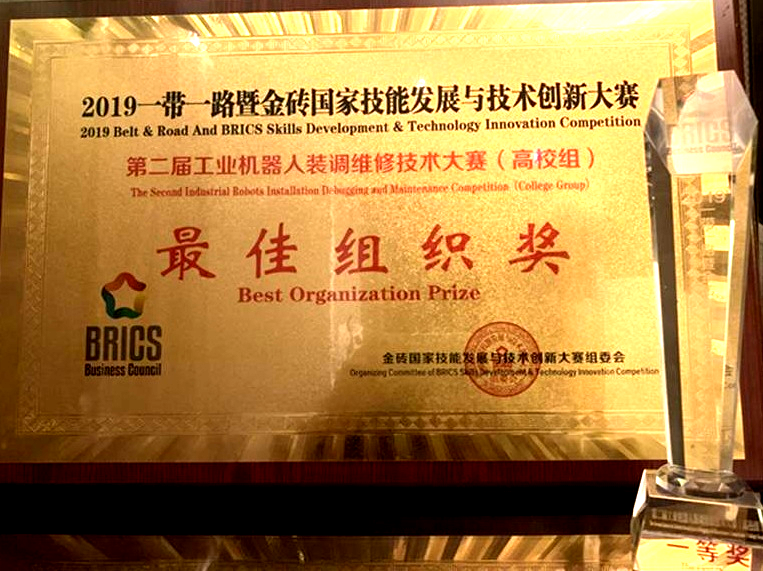 2019一带一路暨金砖国家技能发展与技术创新大赛
2019 Belt & Road And BRICS Skills Development & Technology Innovation Competition
第二届工业机器人装调维修技术大赛（高校组）
The Second Industrial Robots Installation Debugging and Maintenance Competition (College Group)
最佳组织奖
Best Organization Prize
BRICS
Business Council
金砖国家技能发展与技术创新大赛组委会
Organizing Committee of BRICS Skills Development & Technology Innovation Competition
BRICS
Business Council
一等奖